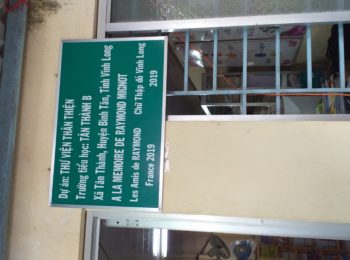 Dự án: THƯ VIỆN THÂN THIỆN
Trường tiểu học: TÂN THÀNH B
Xã Tân Thành, Huyện Bình Tân, Tỉnh Vĩnh Long
A LA MEMOIRE DE RAYMOND MIGNOT
Les Amis de RAYMOND Chữ Thập đỏ Vĩnh Long
France 2019 2019